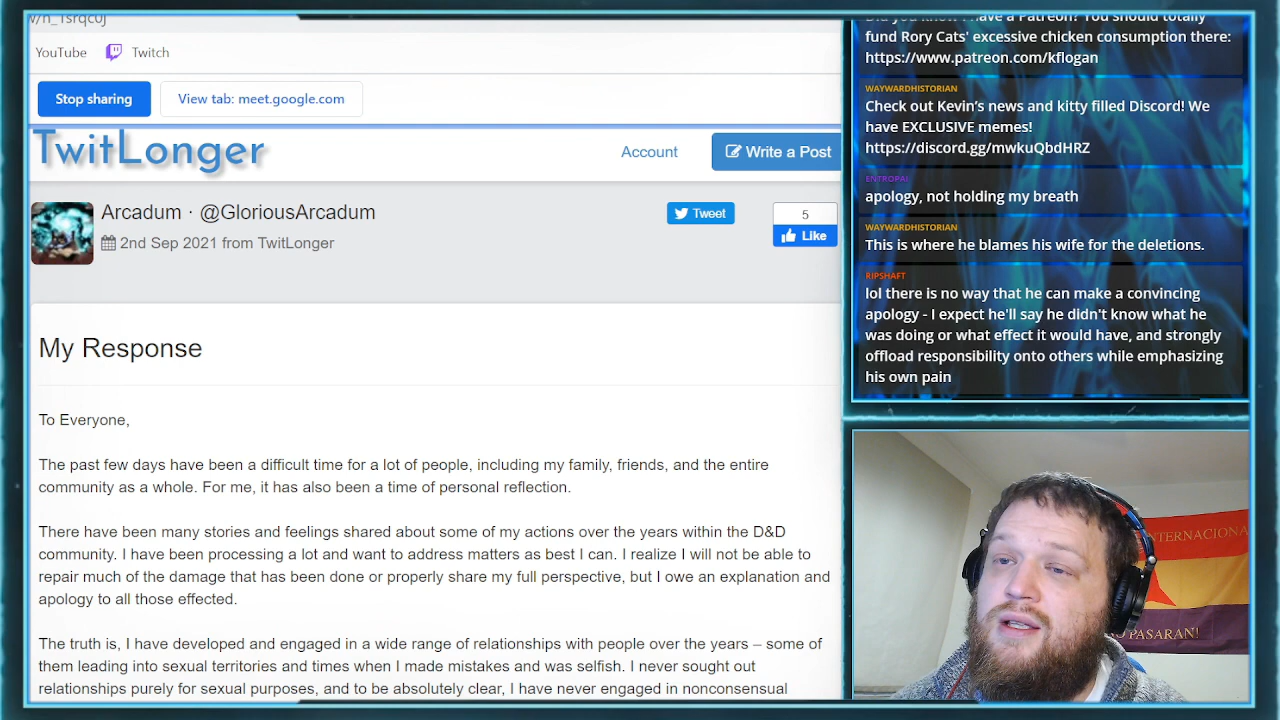 v/n_1srqc0j
YouTube
Twitch
Stop sharing
View tab: meet.google.com
TwitLonger
Account
Write a Post
Arcadum · @GloriousArcadum
2nd Sep 2021 from TwitLonger
Tweet
5
Like
My Response
To Everyone,
The past few days have been a difficult time for a lot of people, including my family, friends, and the entire
community as a whole. For me, it has also been a time of personal reflection.
There have been many stories and feelings shared about some of my actions over the years within the D&D
community. I have been processing a lot and want to address matters as best I can. I realize I will not be able to
repair much of the damage that has been done or properly share my full perspective, but I owe an explanation and
apology to all those effected.
The truth is, I have developed and engaged in a wide range of relationships with people over the years – some of
them leading into sexual territories and times when I made mistakes and was selfish. I never sought out
relationships purely for sexual purposes, and to be absolutely clear, I have never engaged in nonconsensual
Did you know I have a Patreon? You should totally
fund Rory Cats' excessive chicken consumption there:
https://www.patreon.com/kflogan
WAYWARDHISTORIAN
Check out Kevin's news and kitty filled Discord! We
have EXCLUSIVE memes!
https://discord.gg/mwkuQbdHRZ
ENTROPAI
apology, not holding my breath
WAYWARDHISTORIAN
This is where he blames his wife for the deletions.
RIPSHAFT
lol there is no way that he can make a convincing
apology - I expect he'll say he didn't know what he
was doing or what effect it would have, and strongly
offload responsibility onto others while emphasizing
his own pain
INTERNACIONA
PASARAN!